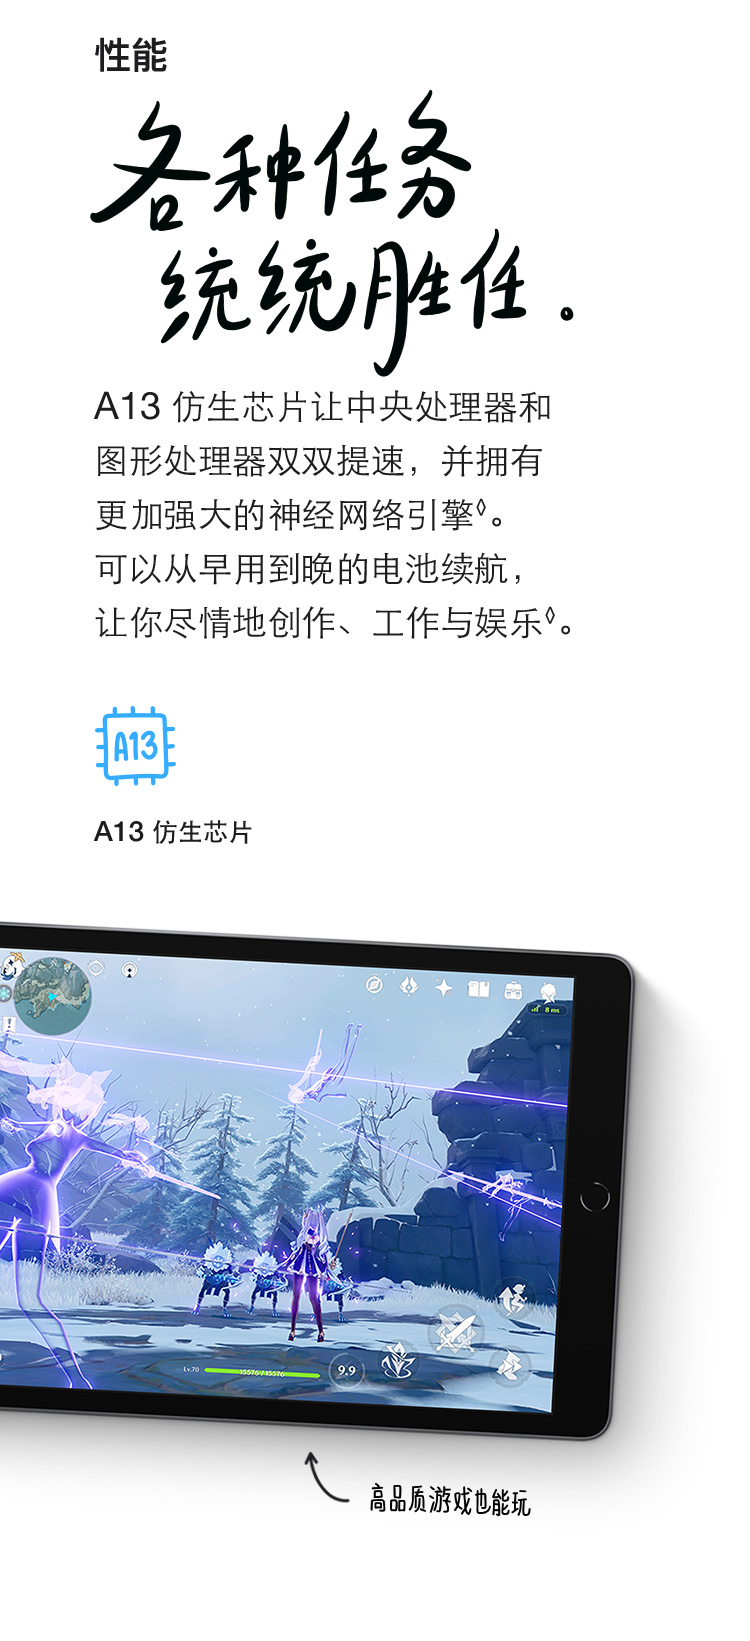 性能
各种任务
统统胜任。
A13 仿生芯片让中央处理器和
图形处理器双双提速，并拥有
更加强大的神经网络引擎◊。
可以从早用到晚的电池续航，
让你尽情地创作、工作与娱乐◊。
A13
A13 仿生芯片
8 ms
Lv.70
15576 / 15576
9.9
高品质游戏也能玩